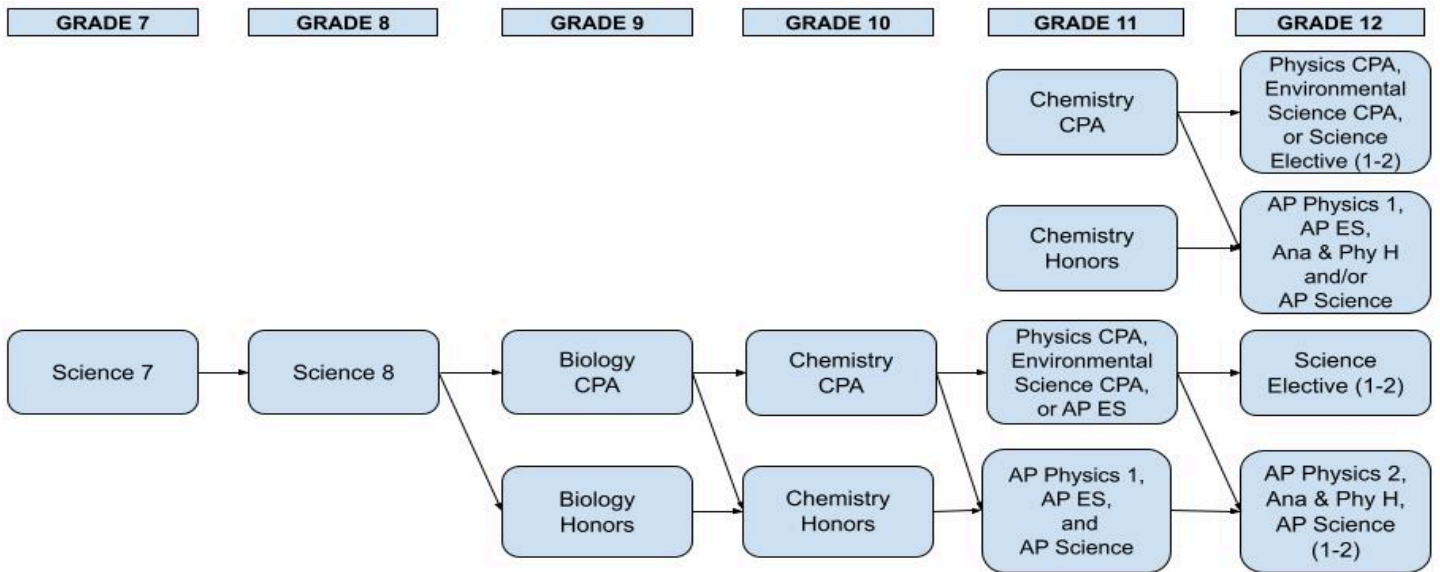 GRADE 7
GRADE 8
GRADE 9
GRADE 10
GRADE 11
GRADE 12
Chemistry
CPA
Physics CPA,
Environmental
Science CPA,
or Science
Elective (1-2)
Chemistry
Honors
AP Physics 1,
AP ES,
Ana & Phy H
and/or
AP Science
Science 7
Science 8
Biology
CPA
Chemistry
CPA
Physics CPA,
Environmental
Science CPA,
or AP ES
Science
Elective (1-2)
Biology
Honors
Chemistry
Honors
AP Physics 1,
AP ES,
and
AP Science
AP Physics 2,
Ana & Phy H,
AP Science
(1-2)